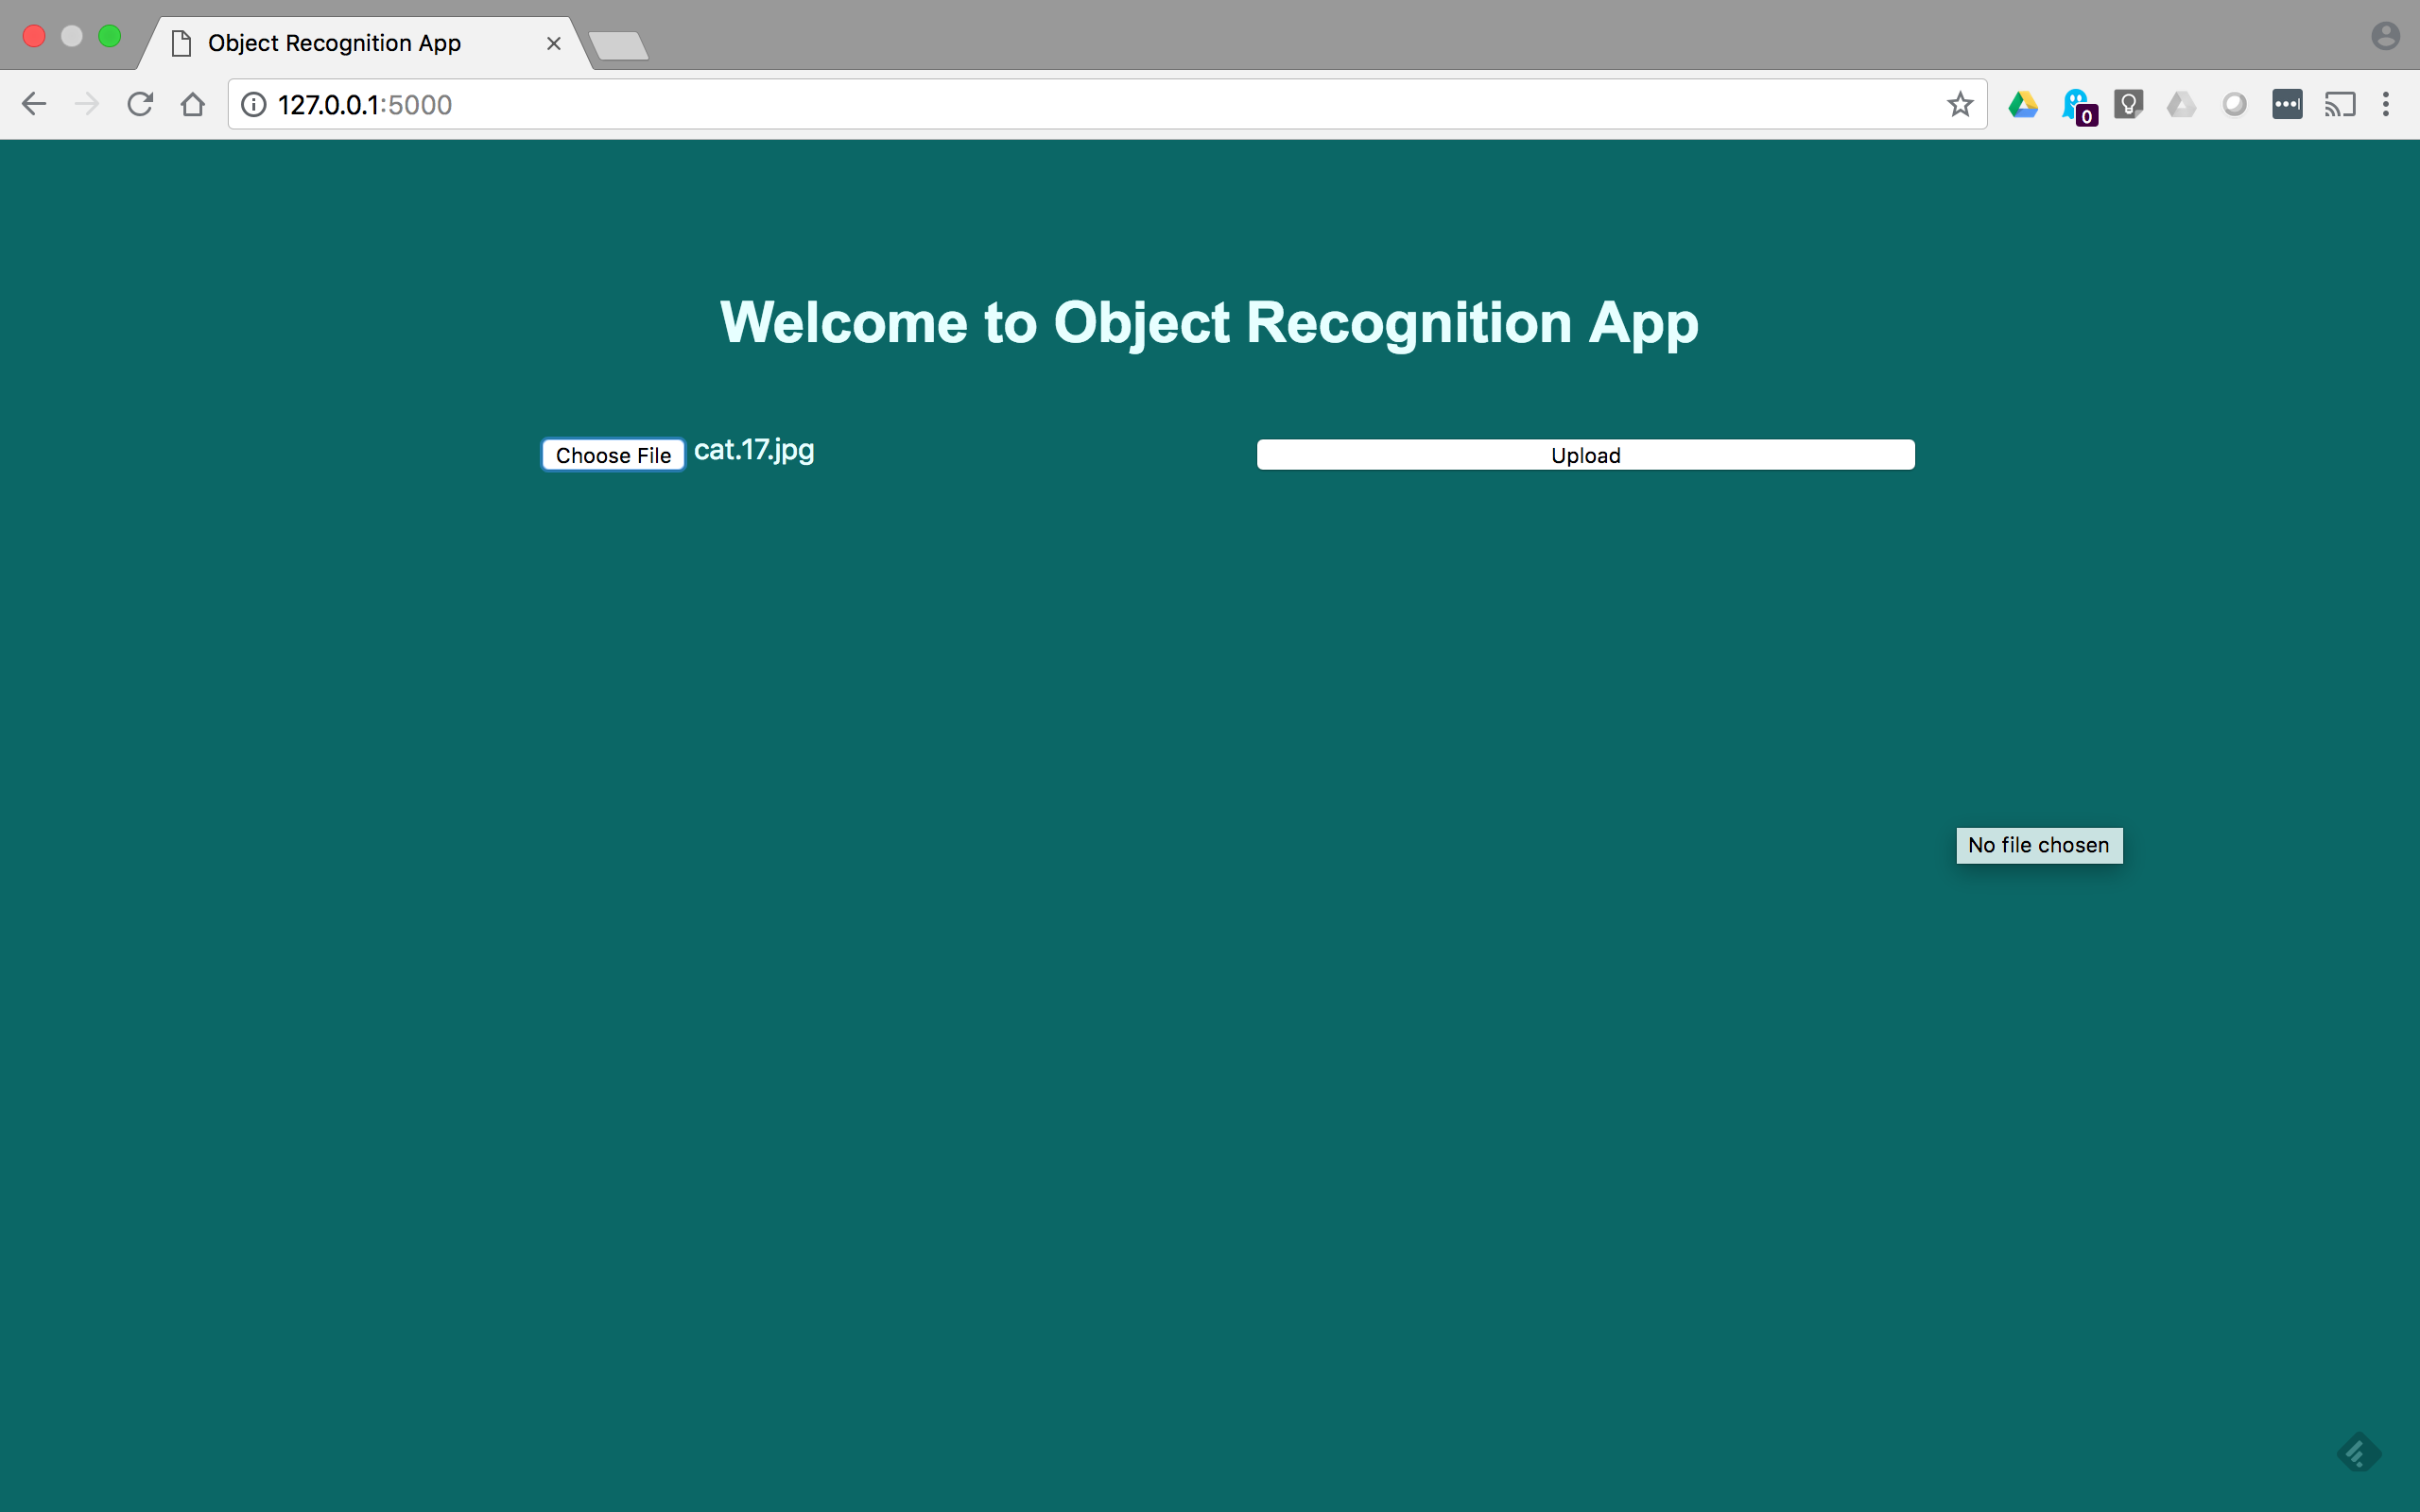 Object Recognition App
127.0.0.1:5000
0
Welcome to Object Recognition App
Choose File cat.17.jpg Upload
No file chosen